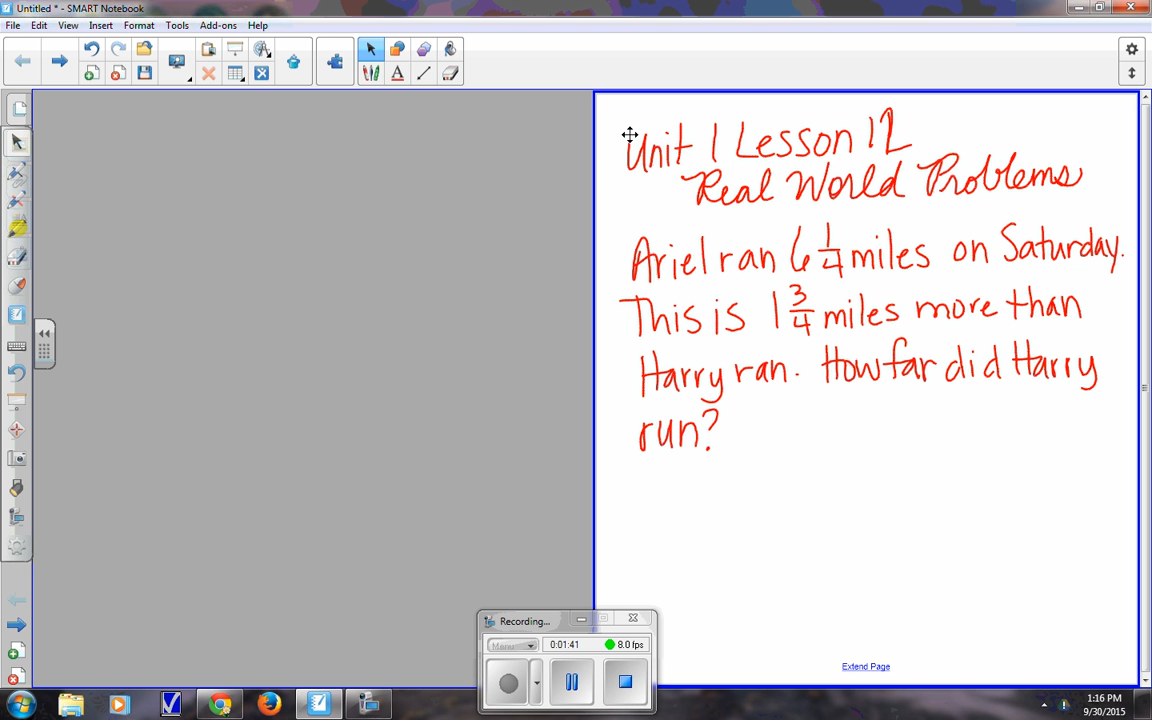 Untitled * - SMART Notebook
File Edit View Insert Format Tools Add-ons Help
Unit 1 Lesson 12
Real World Problems
Ariel ran 6 1/4 miles on Saturday.
This is 1 3/4 miles more than
Harry ran. How far did Harry
run?
Recording...
Menu
0:01:41 8.0 fps
Extend Page
1:16 PM
9/30/2015